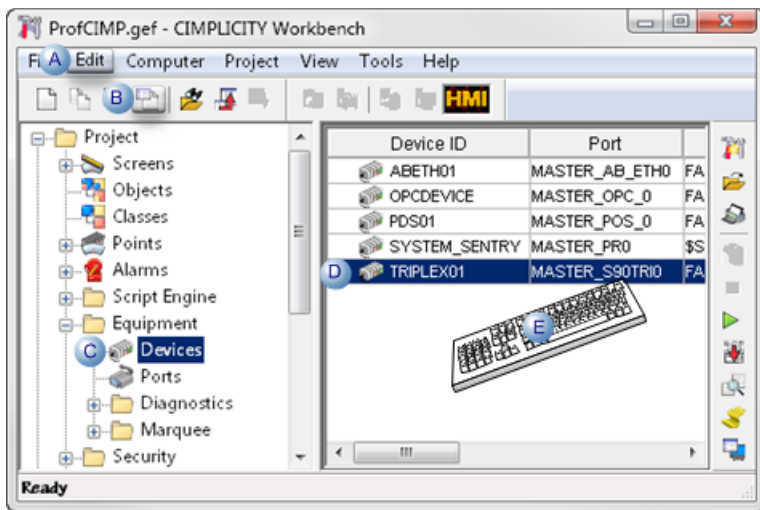 ProfCIMP.gef - CIMPLICITY Workbench
Fi A Edit Computer Project View Tools Help
B HMI
Project
Screens
Objects
Classes
Points
Alarms
Script Engine
Equipment
C Devices
Ports
Diagnostics
Marquee
Security
Device ID Port
ABETH01 MASTER_AB_ETH0 FA
OPCDEVICE MASTER_OPC_0 FA
PDS01 MASTER_POS_0 FA
SYSTEM_SENTRY MASTER_PR0 $S
D TRIPLEX01 MASTER_S90TRI0 FA
E
Ready